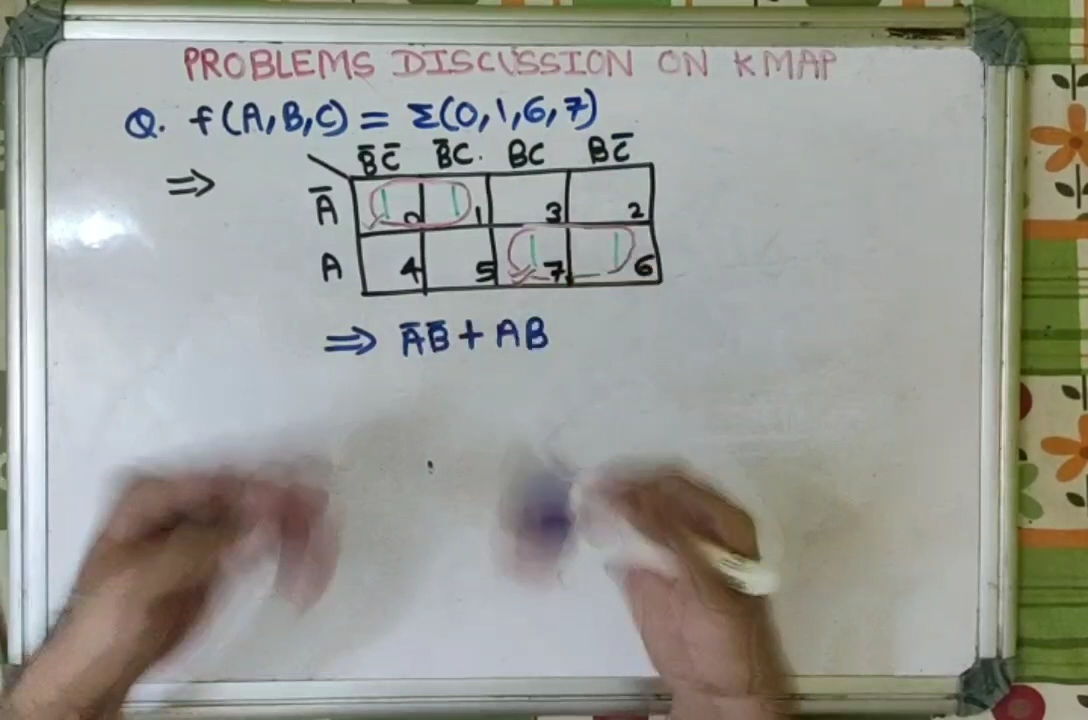 PROBLEMS DISCUSSION ON KMAP
Q. f(A,B,C) = Σ(0,1,6,7)
B̅C̅ B̅C. BC BC̅
⇒ A̅ 1 0 1 1 3 2
A 4 5 1 7 1 6
⇒ A̅B̅ + AB